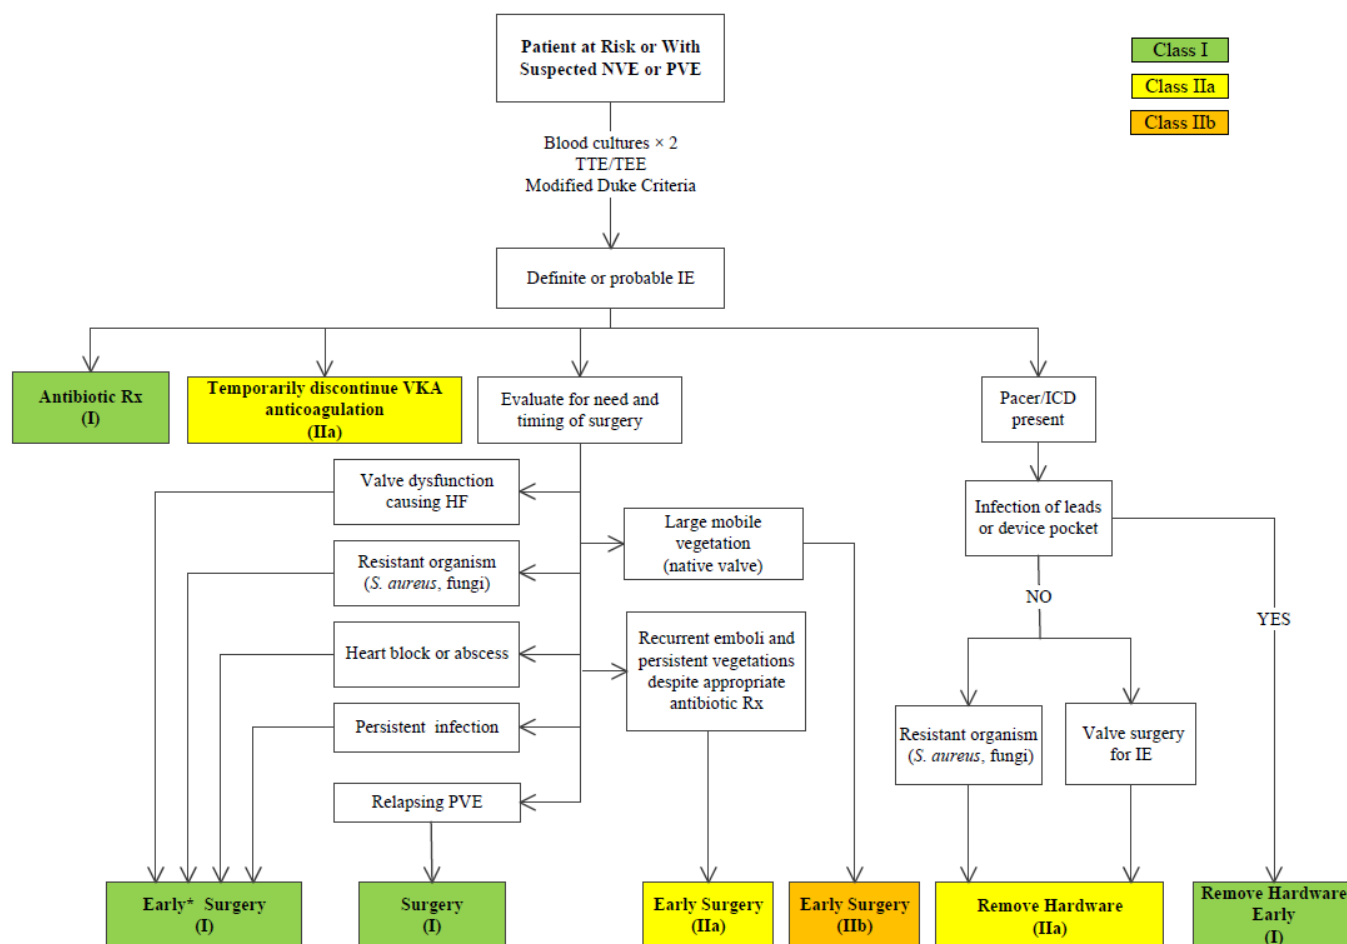 Patient at Risk or With
Suspected NVE or PVE
Class I
Class IIa
Class IIb
Blood cultures × 2
TTE/TEE
Modified Duke Criteria
Definite or probable IE
Antibiotic Rx
(I)
Temporarily discontinue VKA
anticoagulation
(IIa)
Evaluate for need and
timing of surgery
Pacer/ICD
present
Valve dysfunction
causing HF
Large mobile
vegetation
(native valve)
Infection of leads
or device pocket
Resistant organism
(S. aureus, fungi)
NO
YES
Heart block or abscess
Recurrent emboli and
persistent vegetations
despite appropriate
antibiotic Rx
Persistent infection
Resistant organism
(S. aureus, fungi)
Valve surgery
for IE
Relapsing PVE
Early* Surgery
(I)
Surgery
(I)
Early Surgery
(IIa)
Early Surgery
(IIb)
Remove Hardware
(IIa)
Remove Hardware
Early
(I)